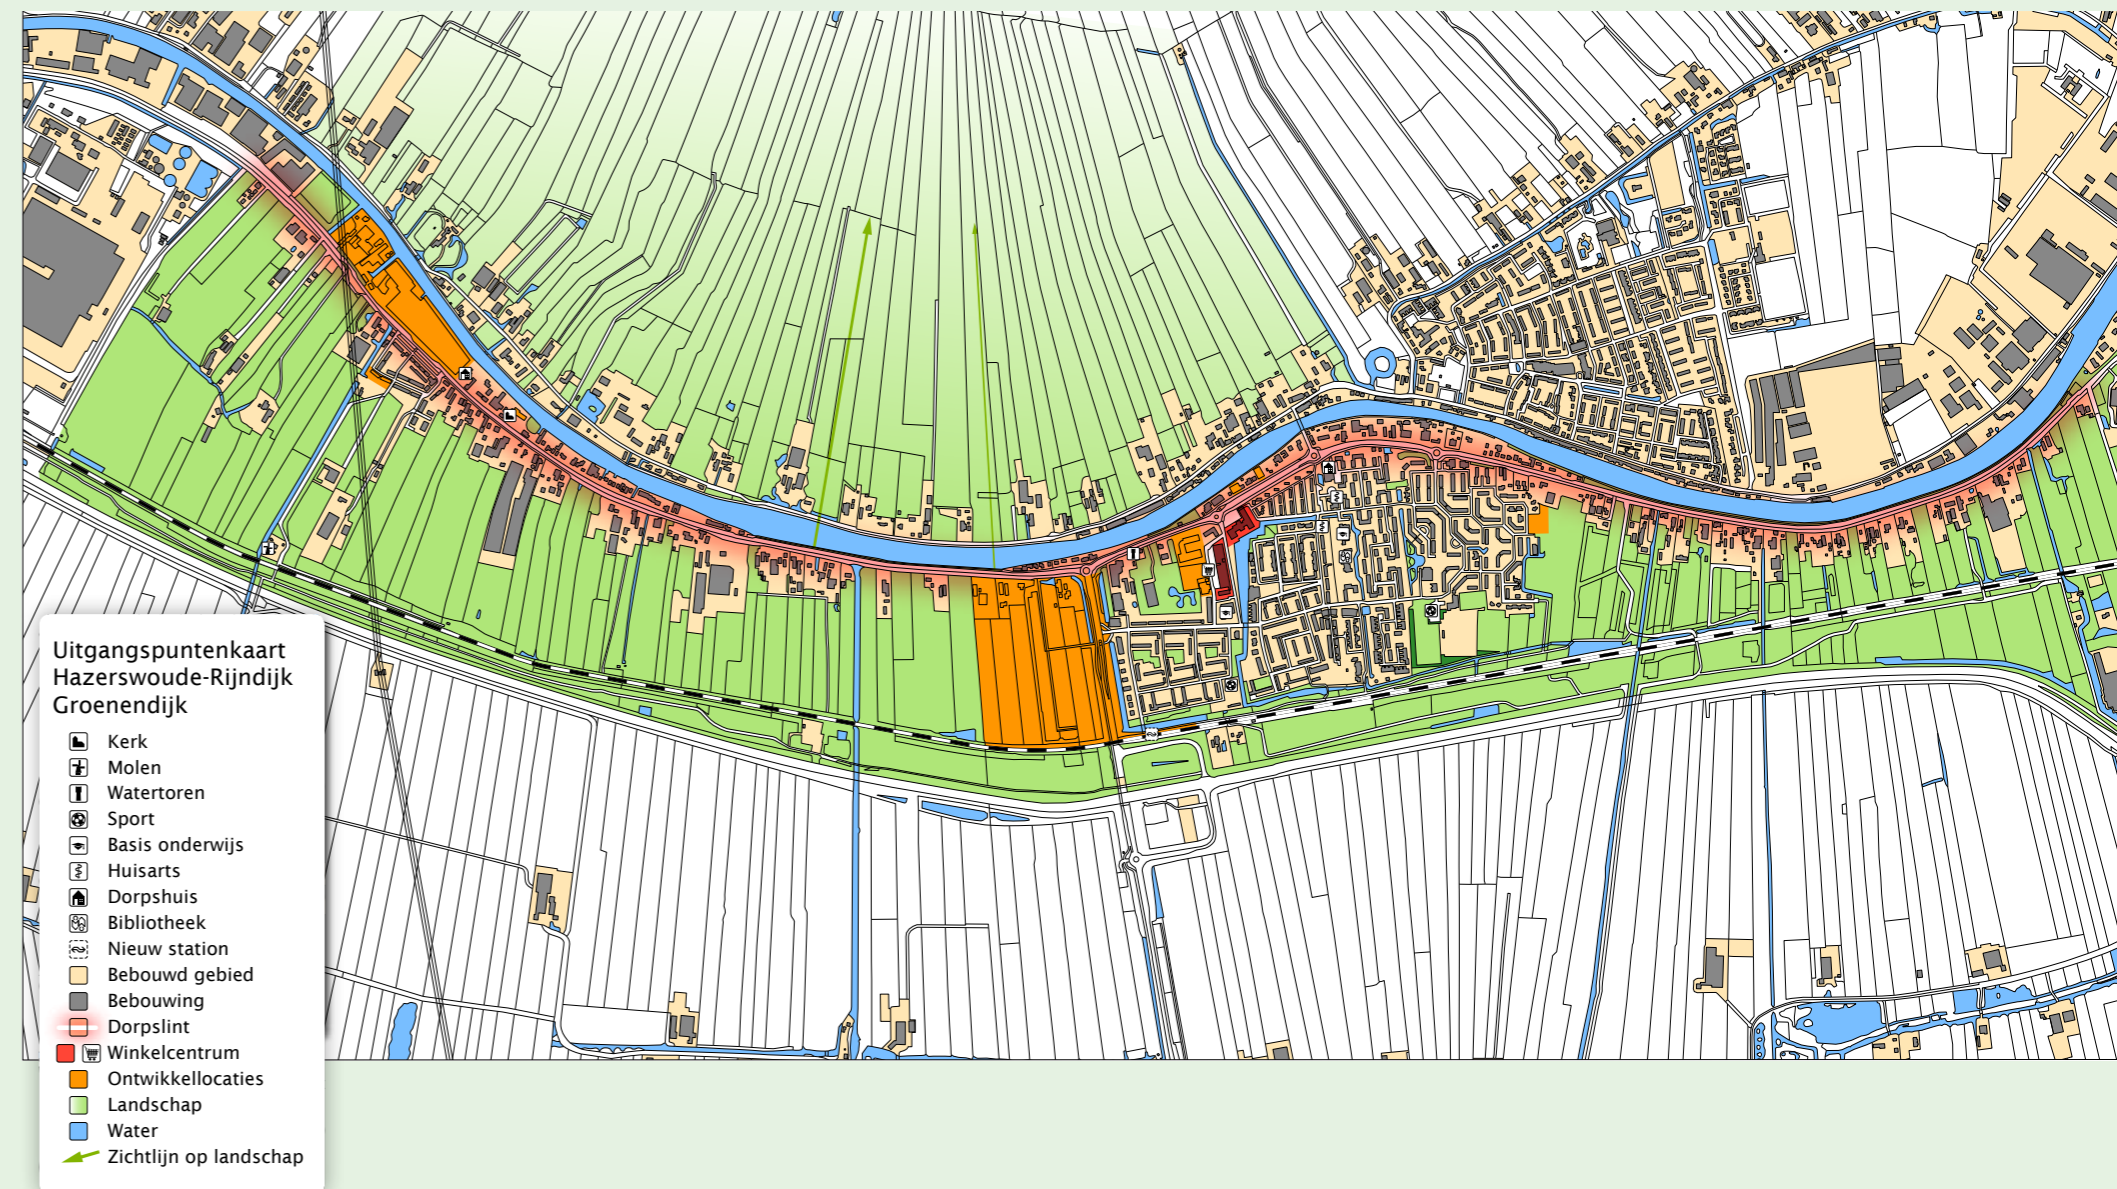 Uitgangspuntenkaart
Hazerswoude-Rijndijk
Groenendijk
Kerk
Molen
Watertoren
Sport
Basis onderwijs
Huisarts
Dorpshuis
Bibliotheek
Nieuw station
Bebouwd gebied
Bebouwing
Dorpslint
Winkelcentrum
Ontwikkellocaties
Landschap
Water
Zichtlijn op landschap